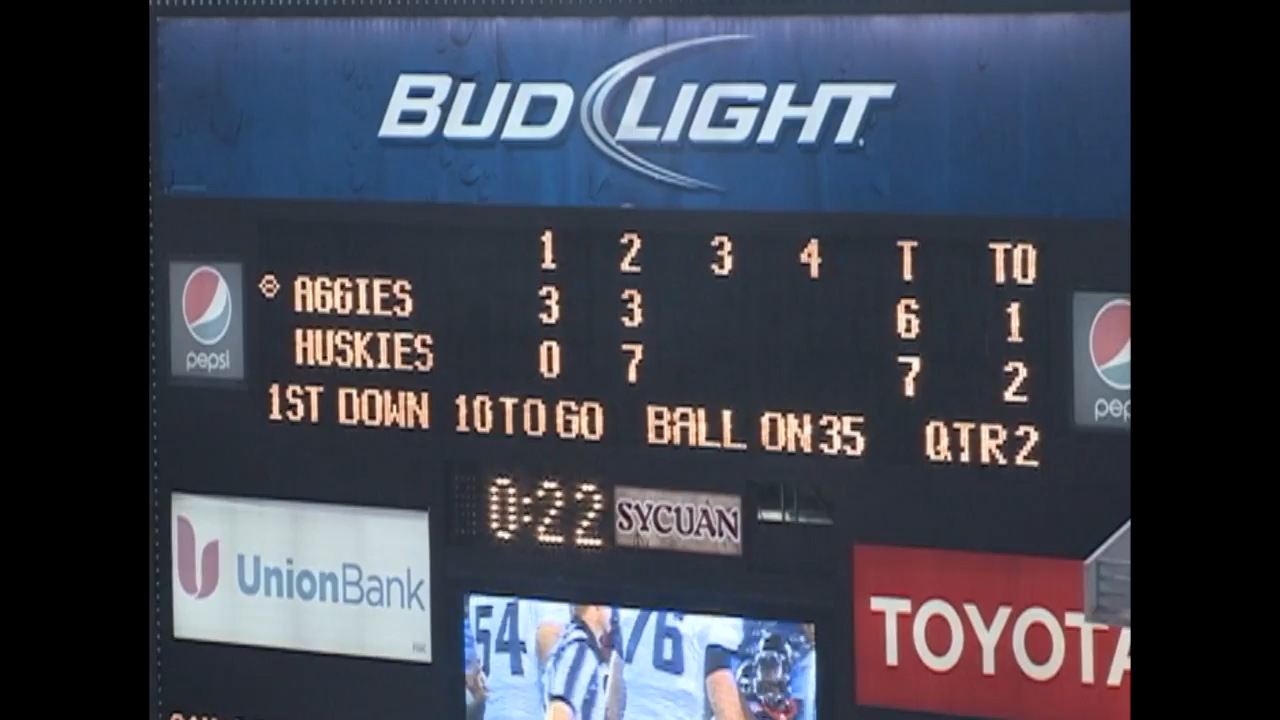 BUD LIGHT
1 2 3 4 T TO
AGGIES 3 3 6 1
HUSKIES 0 7 7 2
1ST DOWN 10 TO GO BALL ON 35 QTR 2
pepsi
pep
0:22
SYCUAN
UnionBank
TOYOTA
54
76